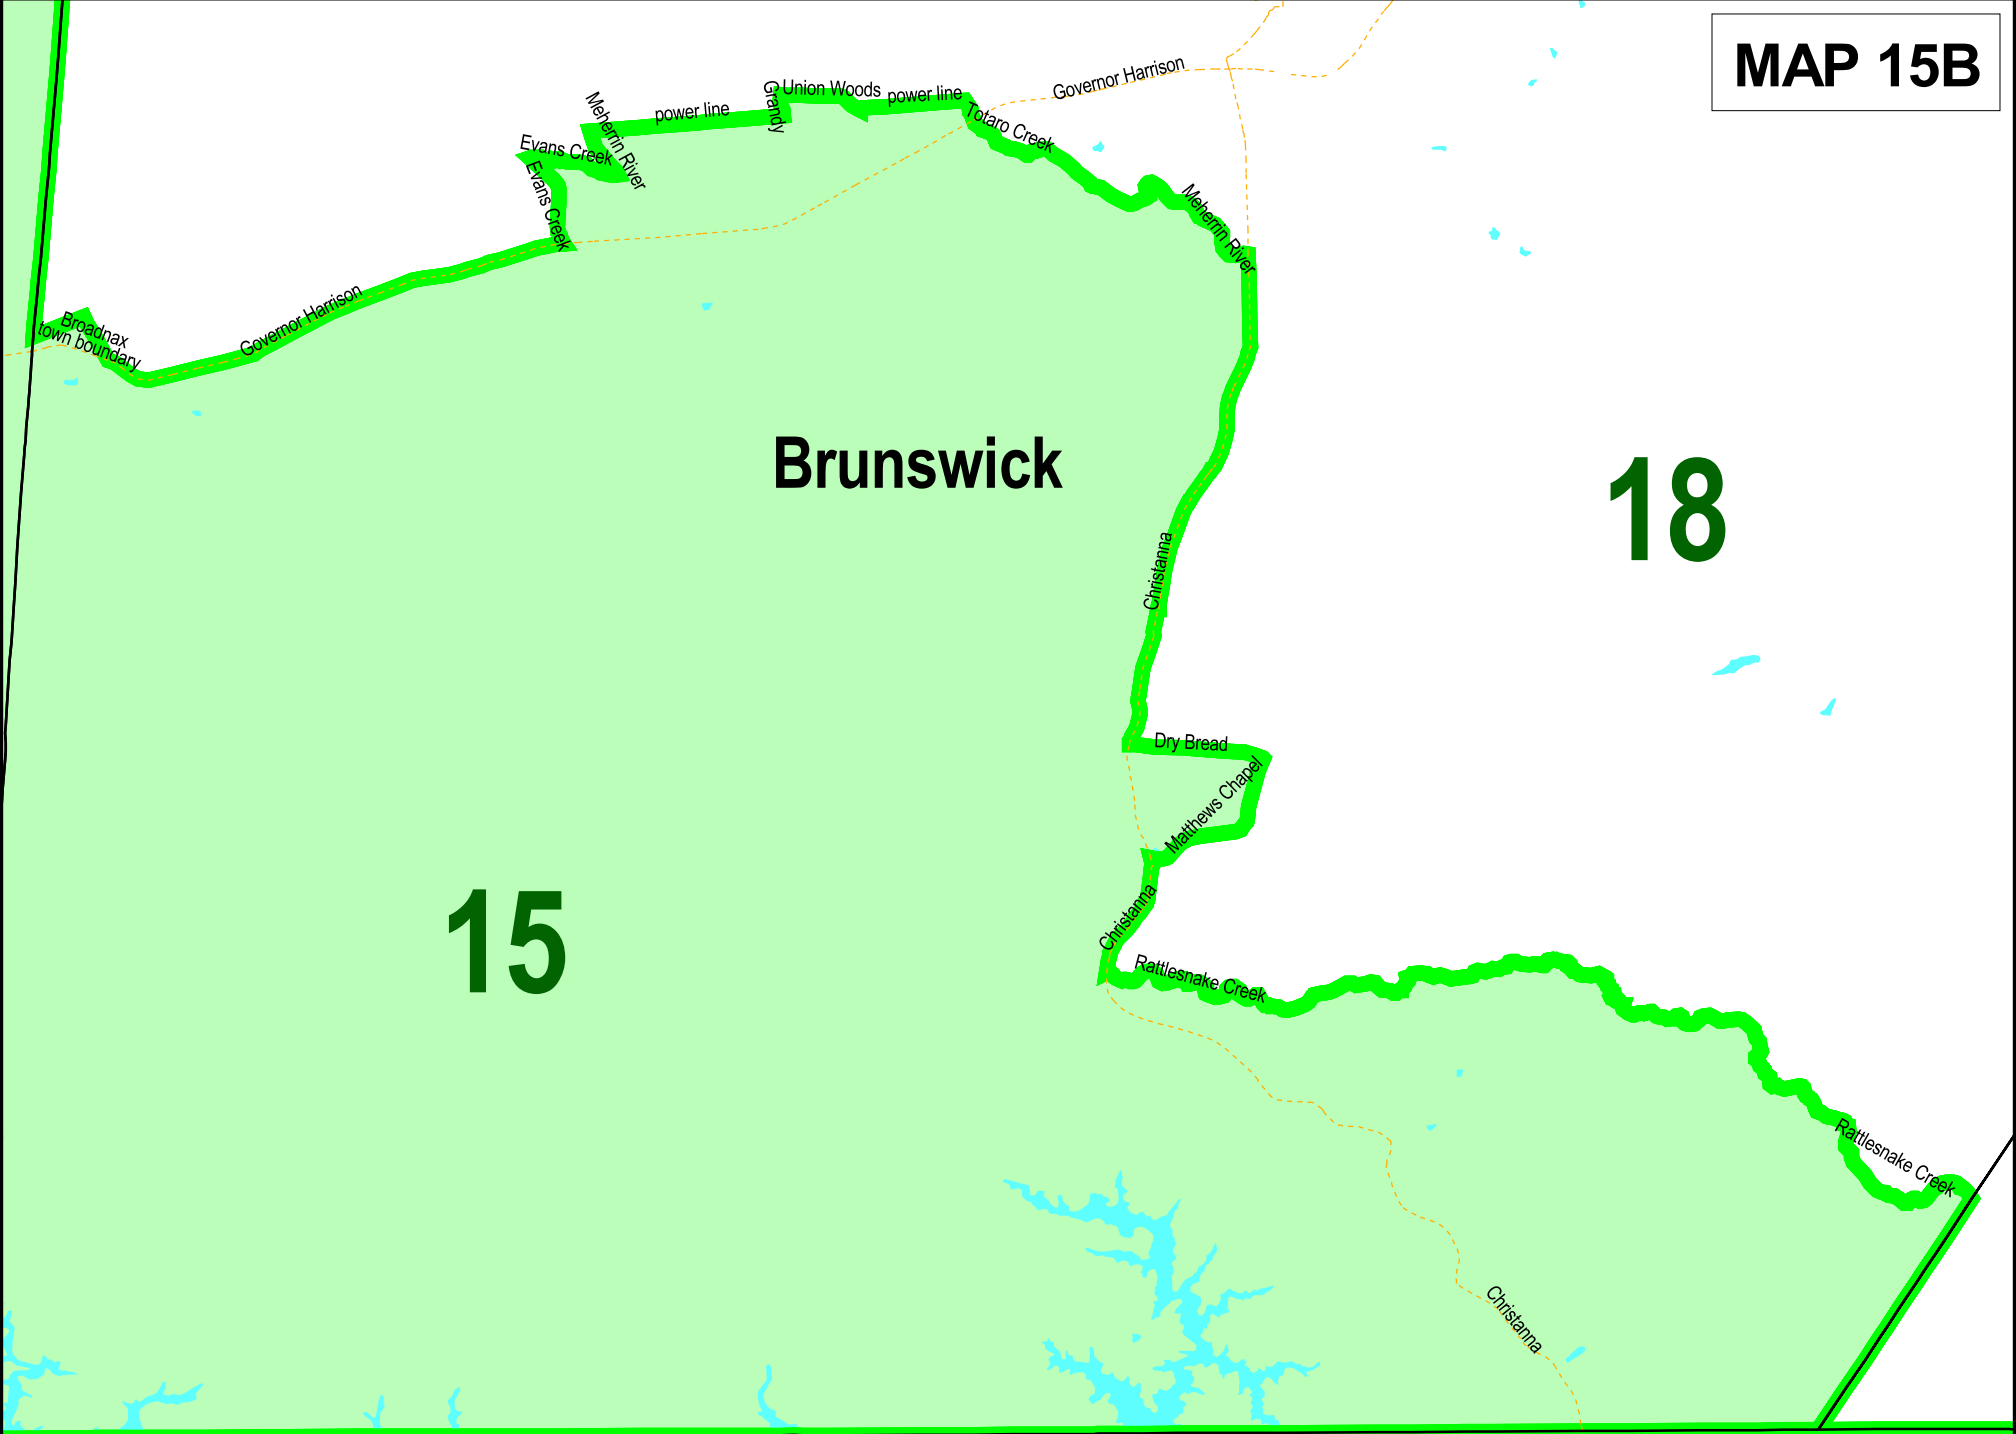 MAP 15B
Governor Harrison
Union Woods
Grandy
power line
power line
Meherrin River
Totaro Creek
Evans Creek
Evans Creek
Meherrin River
Governor Harrison
Broadnax
town boundary
Brunswick
18
Christanna
Dry Bread
Matthews Chapel
15
Christanna
Rattlesnake Creek
Rattlesnake Creek
Christanna